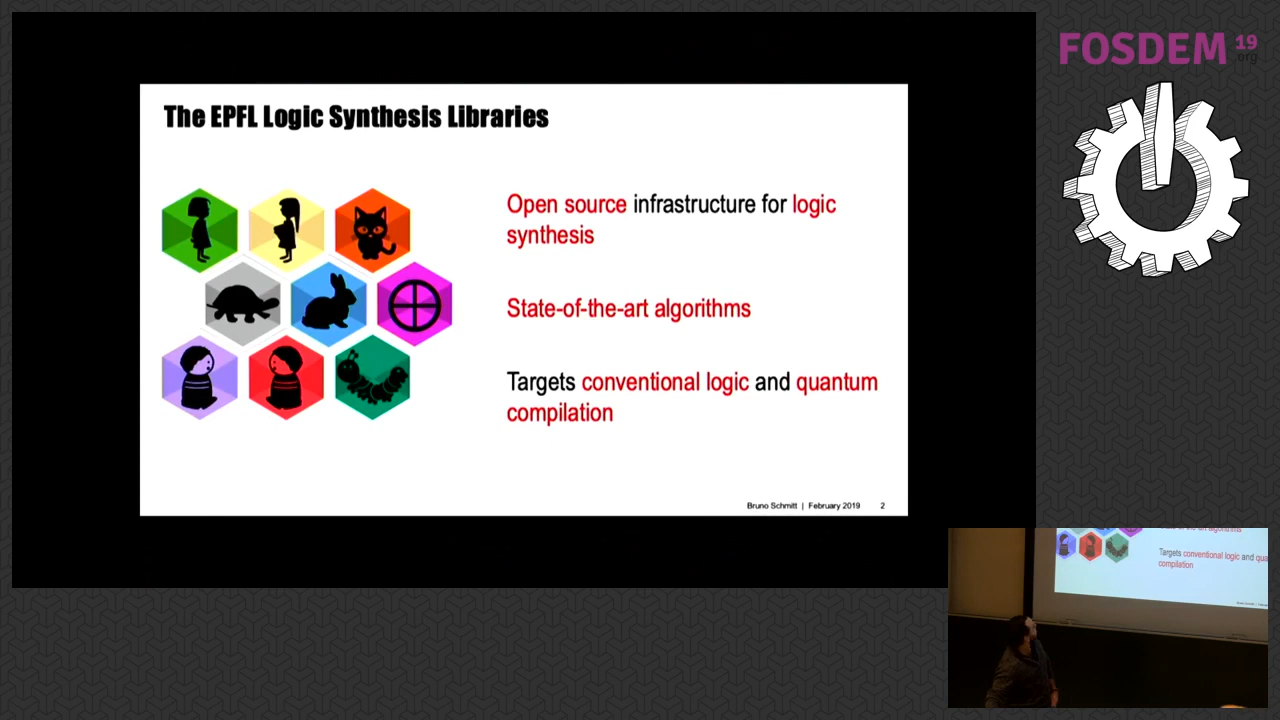 FOSDEM 19
.org
The EPFL Logic Synthesis Libraries
Open source infrastructure for logic
synthesis
State-of-the-art algorithms
Targets conventional logic and quantum
compilation
Bruno Schmitt | February 2019 2
Targets conventional logic and qua
compilation